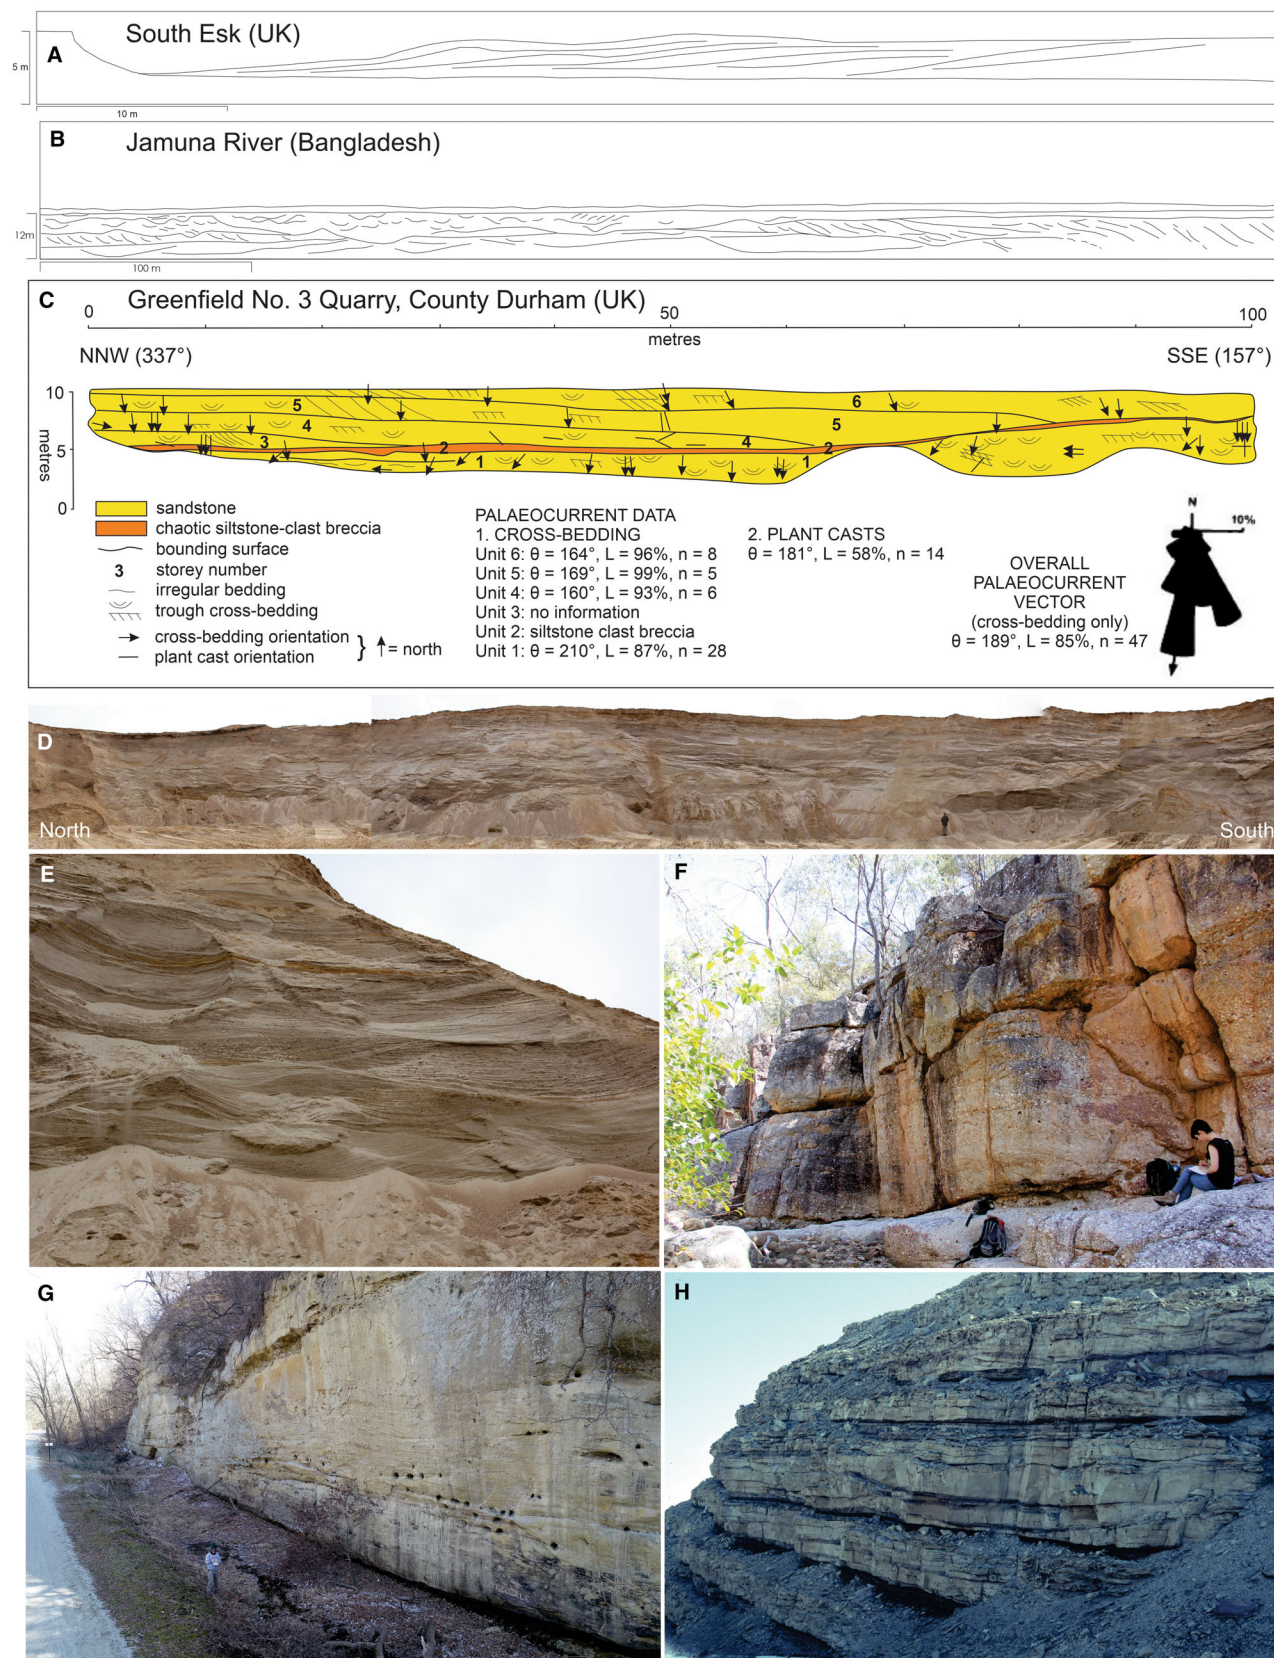 A
South Esk (UK)
5 m
10 m
B
Jamuna River (Bangladesh)
12m
100 m
C
Greenfield No. 3 Quarry, County Durham (UK)
0
50
100
metres
NNW (337°)
SSE (157°)
10
5
0
metres
6
5
5
4
4
3
2
2
1
1
sandstone
chaotic siltstone-clast breccia
bounding surface
3 storey number
irregular bedding
trough cross-bedding
cross-bedding orientation
plant cast orientation
} = north
PALAEOCURRENT DATA
1. CROSS-BEDDING
Unit 6: θ = 164°, L = 96%, n = 8
Unit 5: θ = 169°, L = 99%, n = 5
Unit 4: θ = 160°, L = 93%, n = 6
Unit 3: no information
Unit 2: siltstone clast breccia
Unit 1: θ = 210°, L = 87%, n = 28
2. PLANT CASTS
θ = 181°, L = 58%, n = 14
OVERALL
PALAEOCURRENT
VECTOR
(cross-bedding only)
θ = 189°, L = 85%, n = 47
N
10%
D
North
South
E
F
G
H